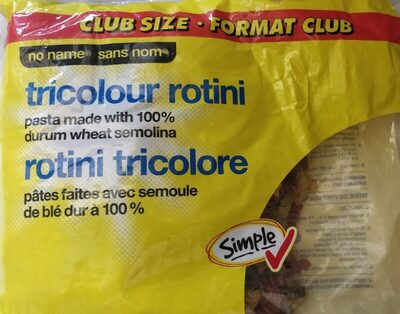 CLUB SIZE • FORMAT CLUB
no name® sans nom®
tricolour rotini
pasta made with 100%
durum wheat semolina
rotini tricolore
pâtes faites avec semoule
de blé dur à 100 %
Simple